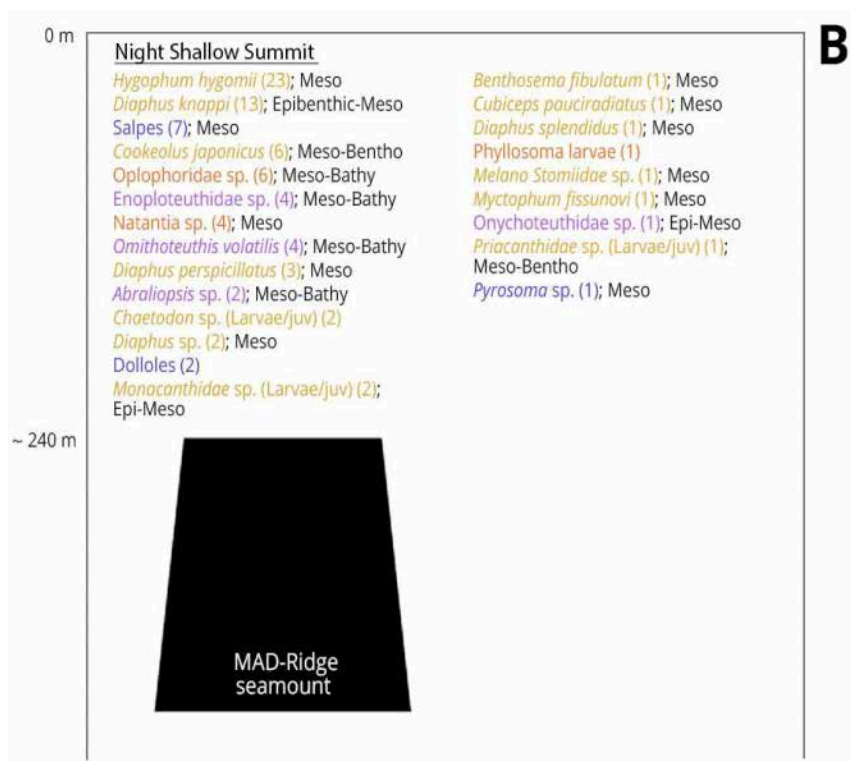 B
0 m
Night Shallow Summit
Hygophum hygomii (23); Meso
Diaphus knappi (13); Epibenthic-Meso
Salpes (7); Meso
Cookeolus japonicus (6); Meso-Bentho
Oplophoridae sp. (6); Meso-Bathy
Enoploteuthidae sp. (4); Meso-Bathy
Natantia sp. (4); Meso
Omithoteuthis volatilis (4); Meso-Bathy
Diaphus perspicillatus (3); Meso
Abraliopsis sp. (2); Meso-Bathy
Chaetodon sp. (Larvae/juv) (2)
Diaphus sp. (2); Meso
Dolloles (2)
Monacanthidae sp. (Larvae/juv) (2);
Epi-Meso
Benthosema fibulatum (1); Meso
Cubiceps pauciradiatus (1); Meso
Diaphus splendidus (1); Meso
Phyllosoma larvae (1)
Melano Stomiidae sp. (1); Meso
Myctophum fissunovi (1); Meso
Onychoteuthidae sp. (1); Epi-Meso
Priacanthidae sp. (Larvae/juv) (1);
Meso-Bentho
Pyrosoma sp. (1); Meso
~ 240 m
MAD-Ridge
seamount